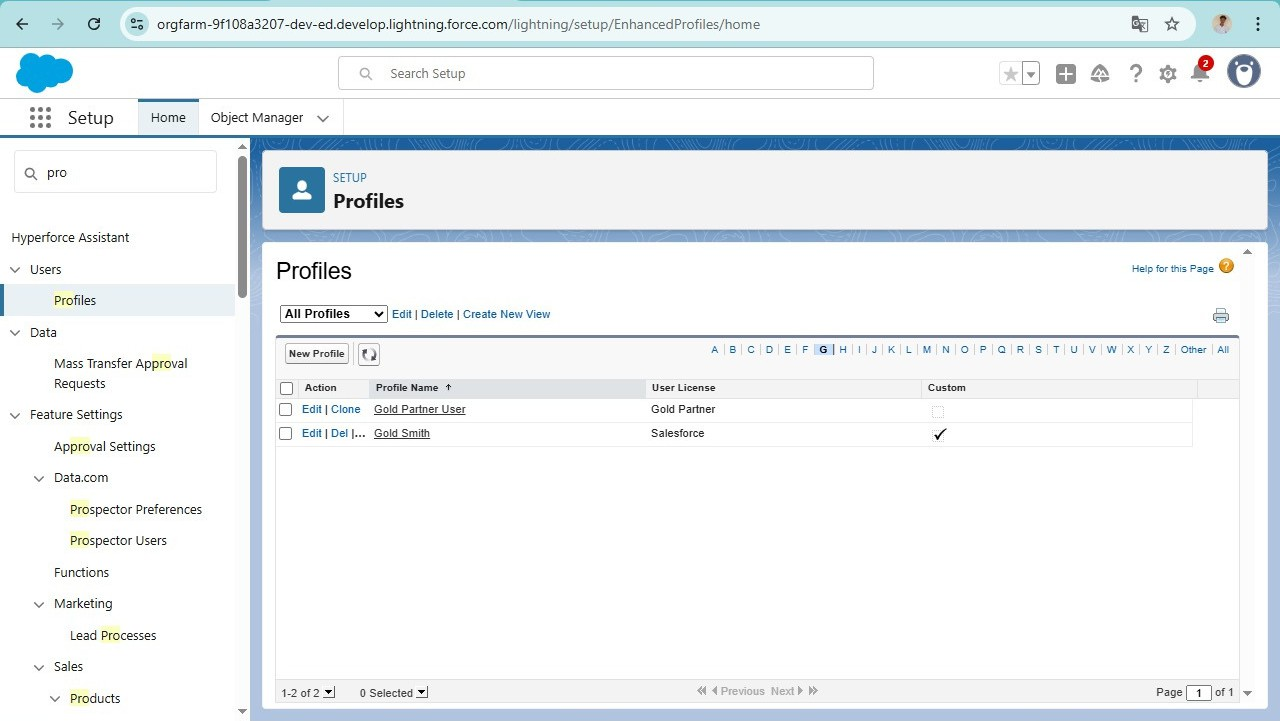 orgfarm-9f108a3207-dev-ed.develop.lightning.force.com/lightning/setup/EnhancedProfiles/home
Search Setup
2
Setup
Home
Object Manager
pro
Hyperforce Assistant
Users
Profiles
Data
Mass Transfer Approval
Requests
Feature Settings
Approval Settings
Data.com
Prospector Preferences
Prospector Users
Functions
Marketing
Lead Processes
Sales
Products
SETUP
Profiles
Profiles
Help for this Page ?
All Profiles Edit | Delete | Create New View
New Profile
A | B | C | D | E | F | G | H | I | J | K | L | M | N | O | P | Q | R | S | T | U | V | W | X | Y | Z | Other | All
Action Profile Name User License Custom
Edit | Clone Gold Partner User Gold Partner
Edit | Del |... Gold Smith Salesforce
1-2 of 2 0 Selected Previous Next Page 1 of 1